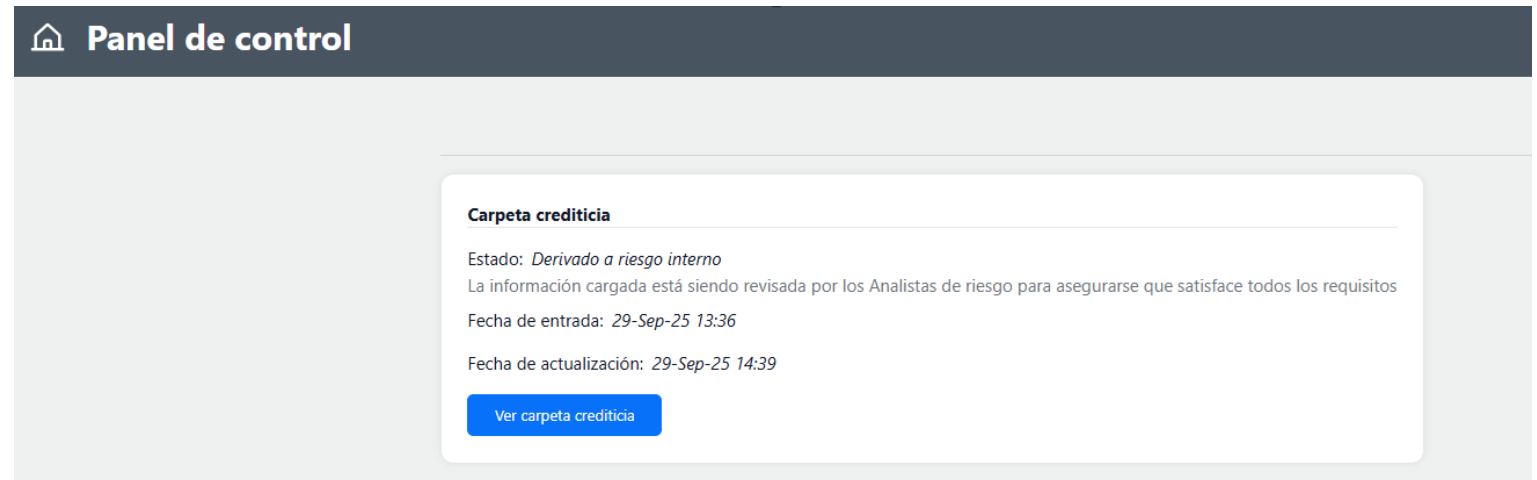 Panel de control
Carpeta crediticia
Estado: Derivado a riesgo interno
La información cargada está siendo revisada por los Analistas de riesgo para asegurarse que satisface todos los requisitos
Fecha de entrada: 29-Sep-25 13:36
Fecha de actualización: 29-Sep-25 14:39
Ver carpeta crediticia